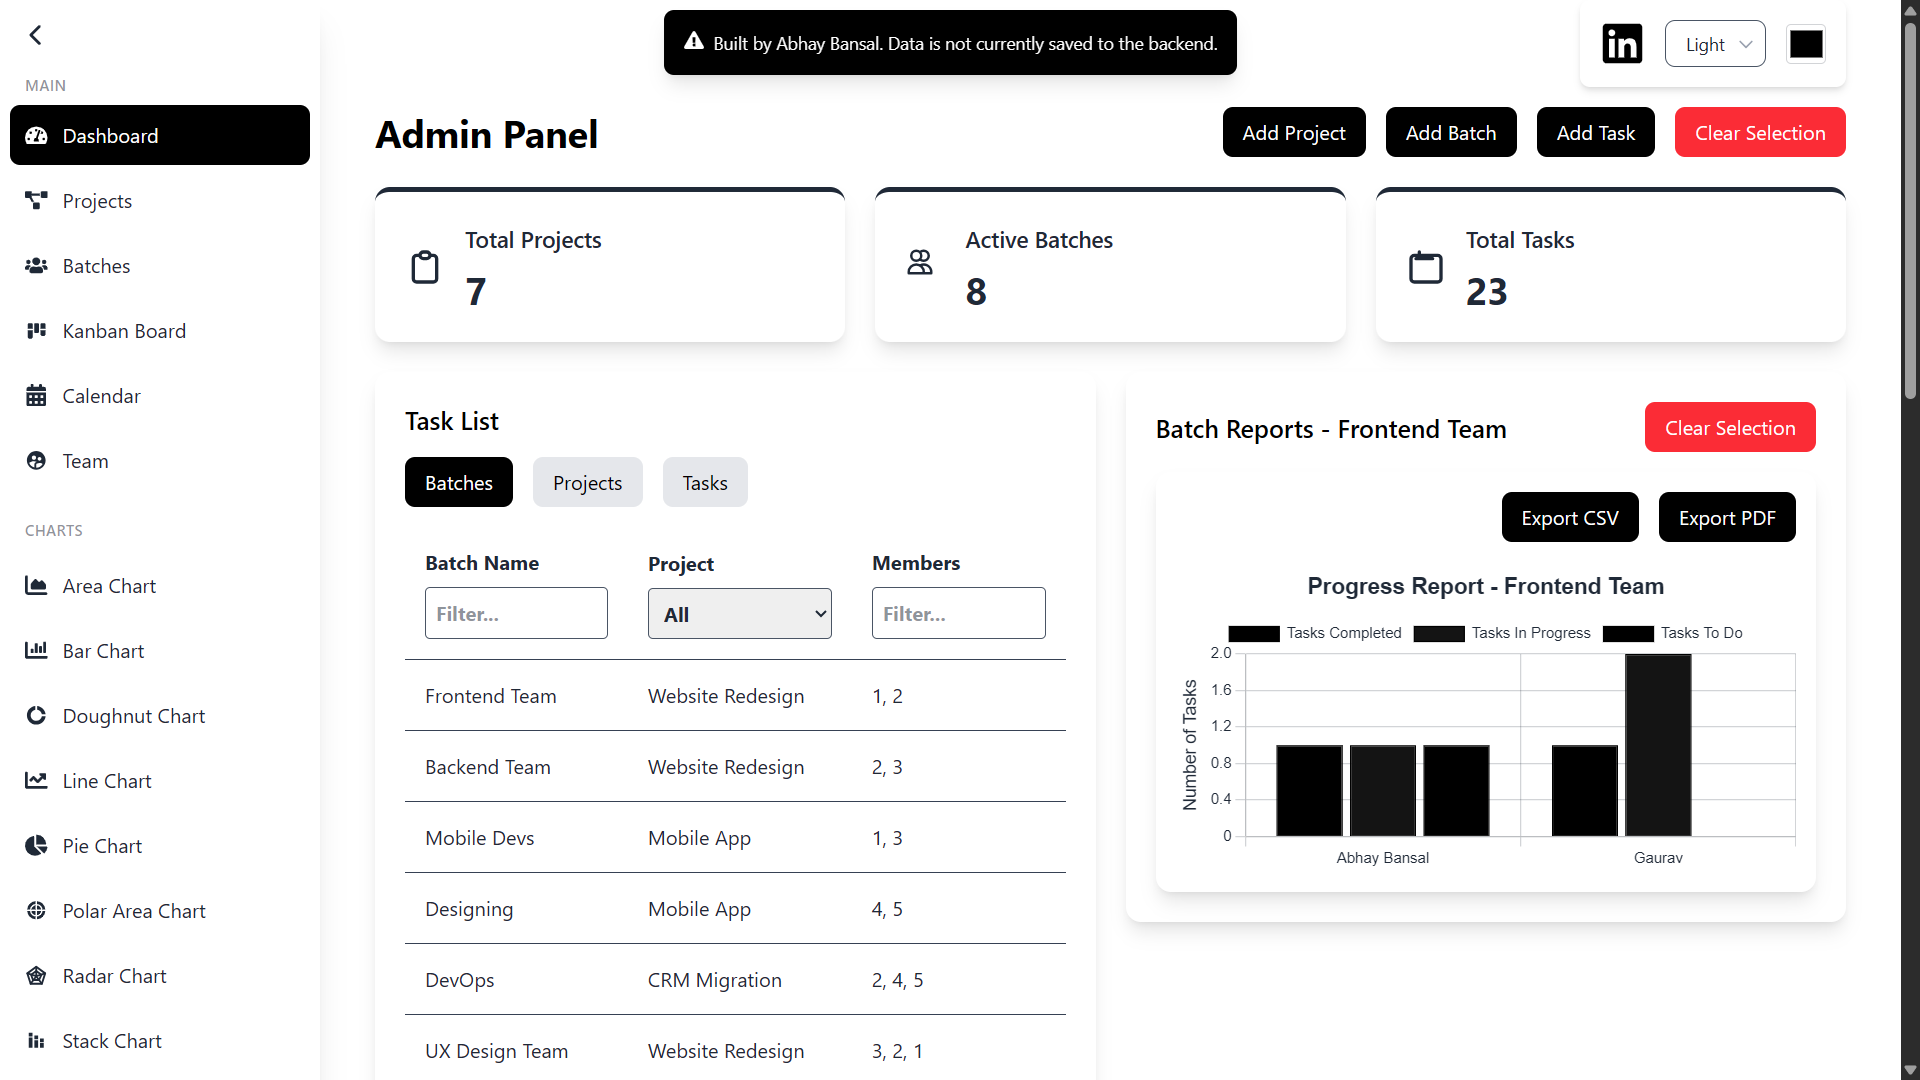 Built by Abhay Bansal. Data is not currently saved to the backend.
in
Light
MAIN
Dashboard
Projects
Batches
Kanban Board
Calendar
Team
CHARTS
Area Chart
Bar Chart
Doughnut Chart
Line Chart
Pie Chart
Polar Area Chart
Radar Chart
Stack Chart
Admin Panel
Add Project
Add Batch
Add Task
Clear Selection
Total Projects
7
Active Batches
8
Total Tasks
23
Task List
Batches Projects Tasks
Batch Name Project Members
Filter... All Filter...
Frontend Team Website Redesign 1, 2
Backend Team Website Redesign 2, 3
Mobile Devs Mobile App 1, 3
Designing Mobile App 4, 5
DevOps CRM Migration 2, 4, 5
UX Design Team Website Redesign 3, 2, 1
Batch Reports - Frontend Team
Clear Selection
Export CSV
Export PDF
Progress Report - Frontend Team
Tasks Completed Tasks In Progress Tasks To Do
Number of Tasks
2.0
1.6
1.2
0.8
0.4
0
Abhay Bansal Gaurav